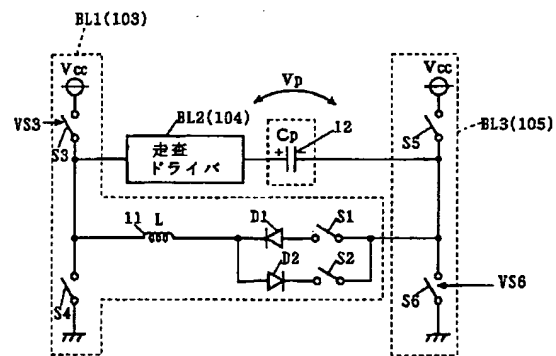 BL1(103)
Vcc
VS3
S3
BL2(104)
走査
ドライバ
Vp
Cp
+
-
12
Vcc
S5
BL3(105)
11 L
D1
S1
D2
S2
S4
S6
VS6